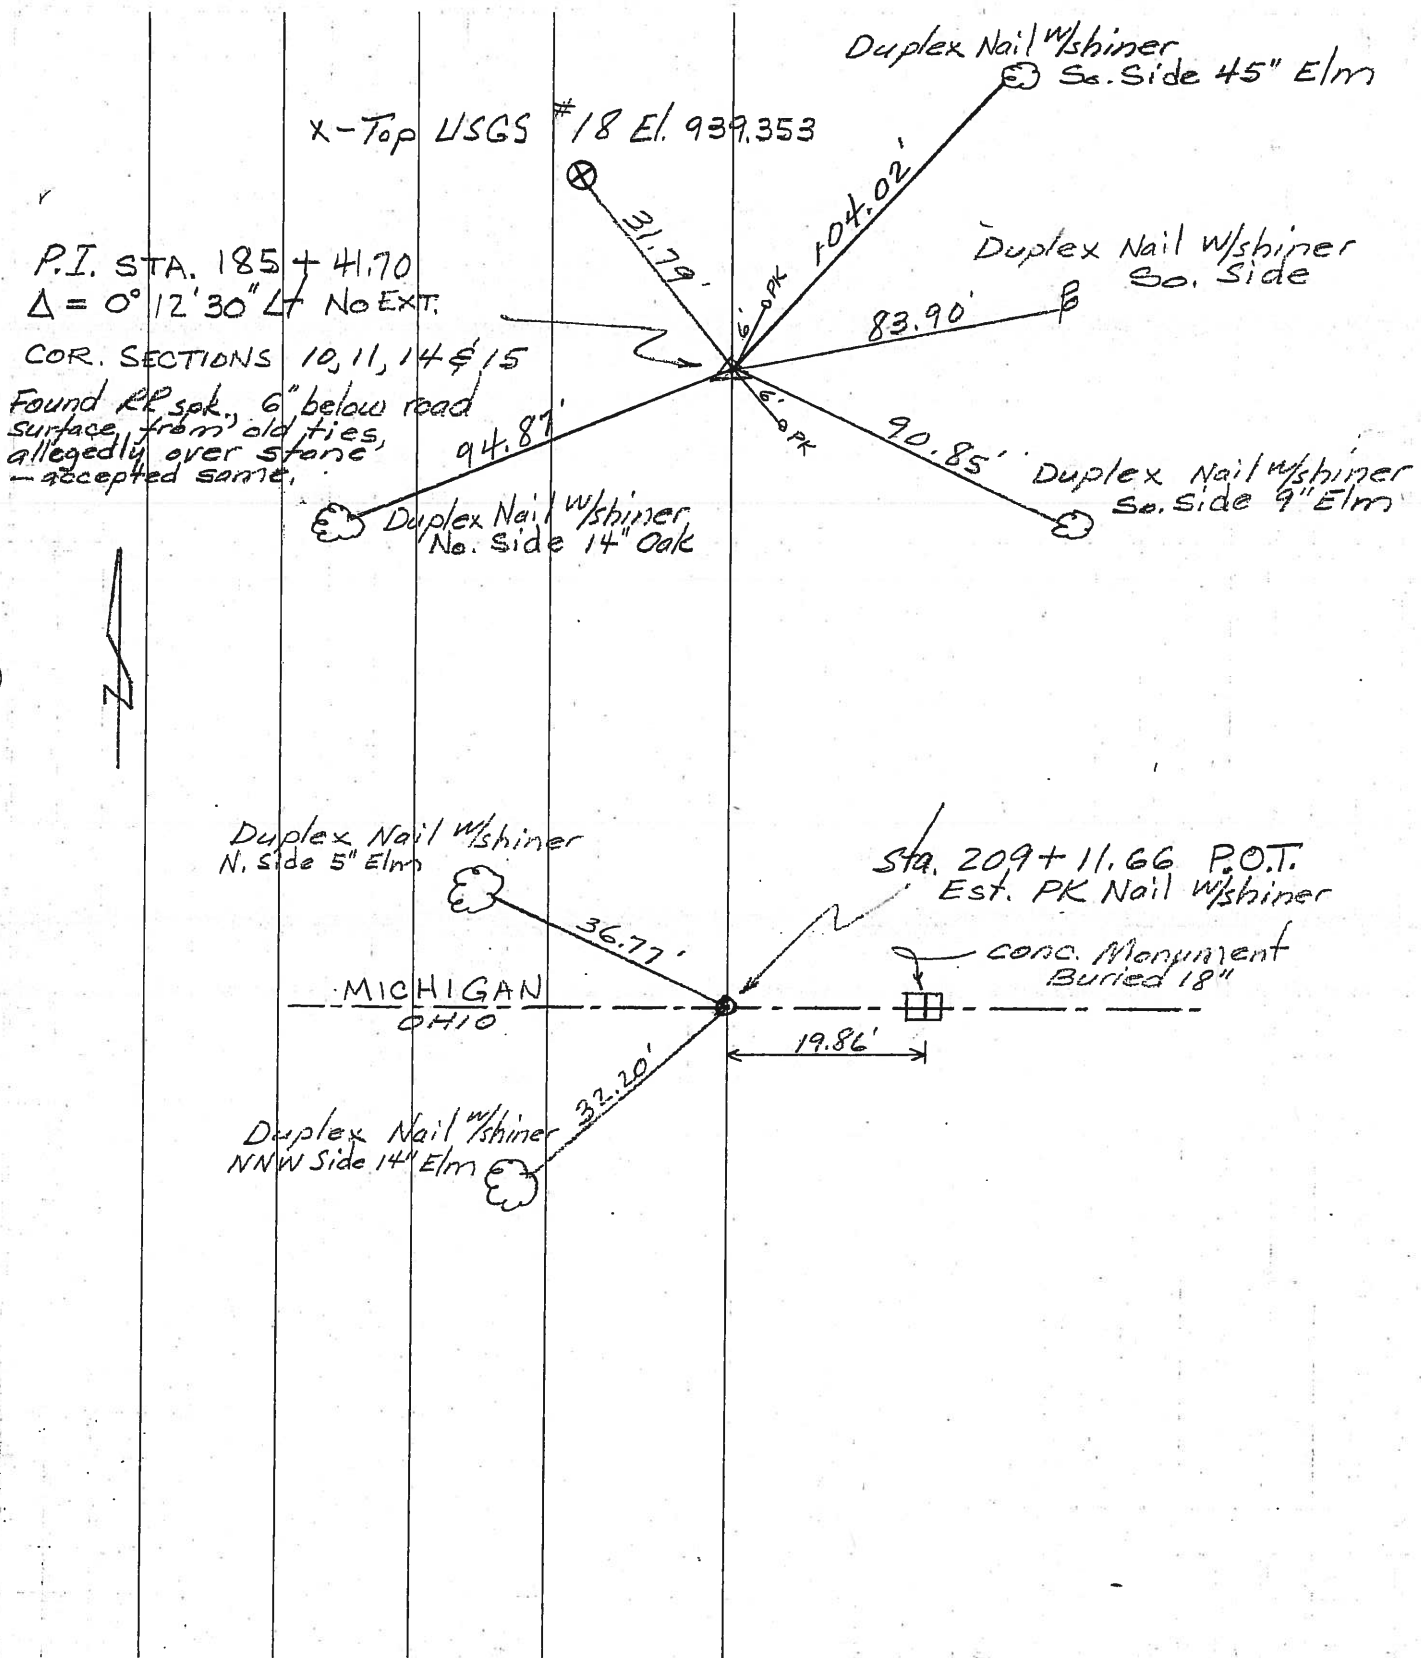 Duplex Nail w/shiner
So. Side 45" Elm
X-Top USGS #18 El. 939.353
31.79'
104.02'
Duplex Nail w/shiner
So. Side
83.90'
6' PK
P.I. STA. 185 + 41.70
Δ = 0° 12' 30" Lt No EXT.
COR. SECTIONS 10, 11, 14 & 15
Found RR spk., 6" below road
surface, from old ties,
allegedly over stone
- accepted same.
94.87'
6' PK
90.85'
Duplex Nail w/shiner
So. Side 9" Elm
Duplex Nail w/shiner
No. Side 14" Oak
N
Duplex Nail w/shiner
N. Side 5" Elm
36.77'
Sta. 209 + 11.66 P.O.T.
Est. PK Nail w/shiner
conc. Monument
Buried 18"
MICHIGAN
OHIO
19.86'
32.20'
Duplex Nail w/shiner
NNW Side 14" Elm